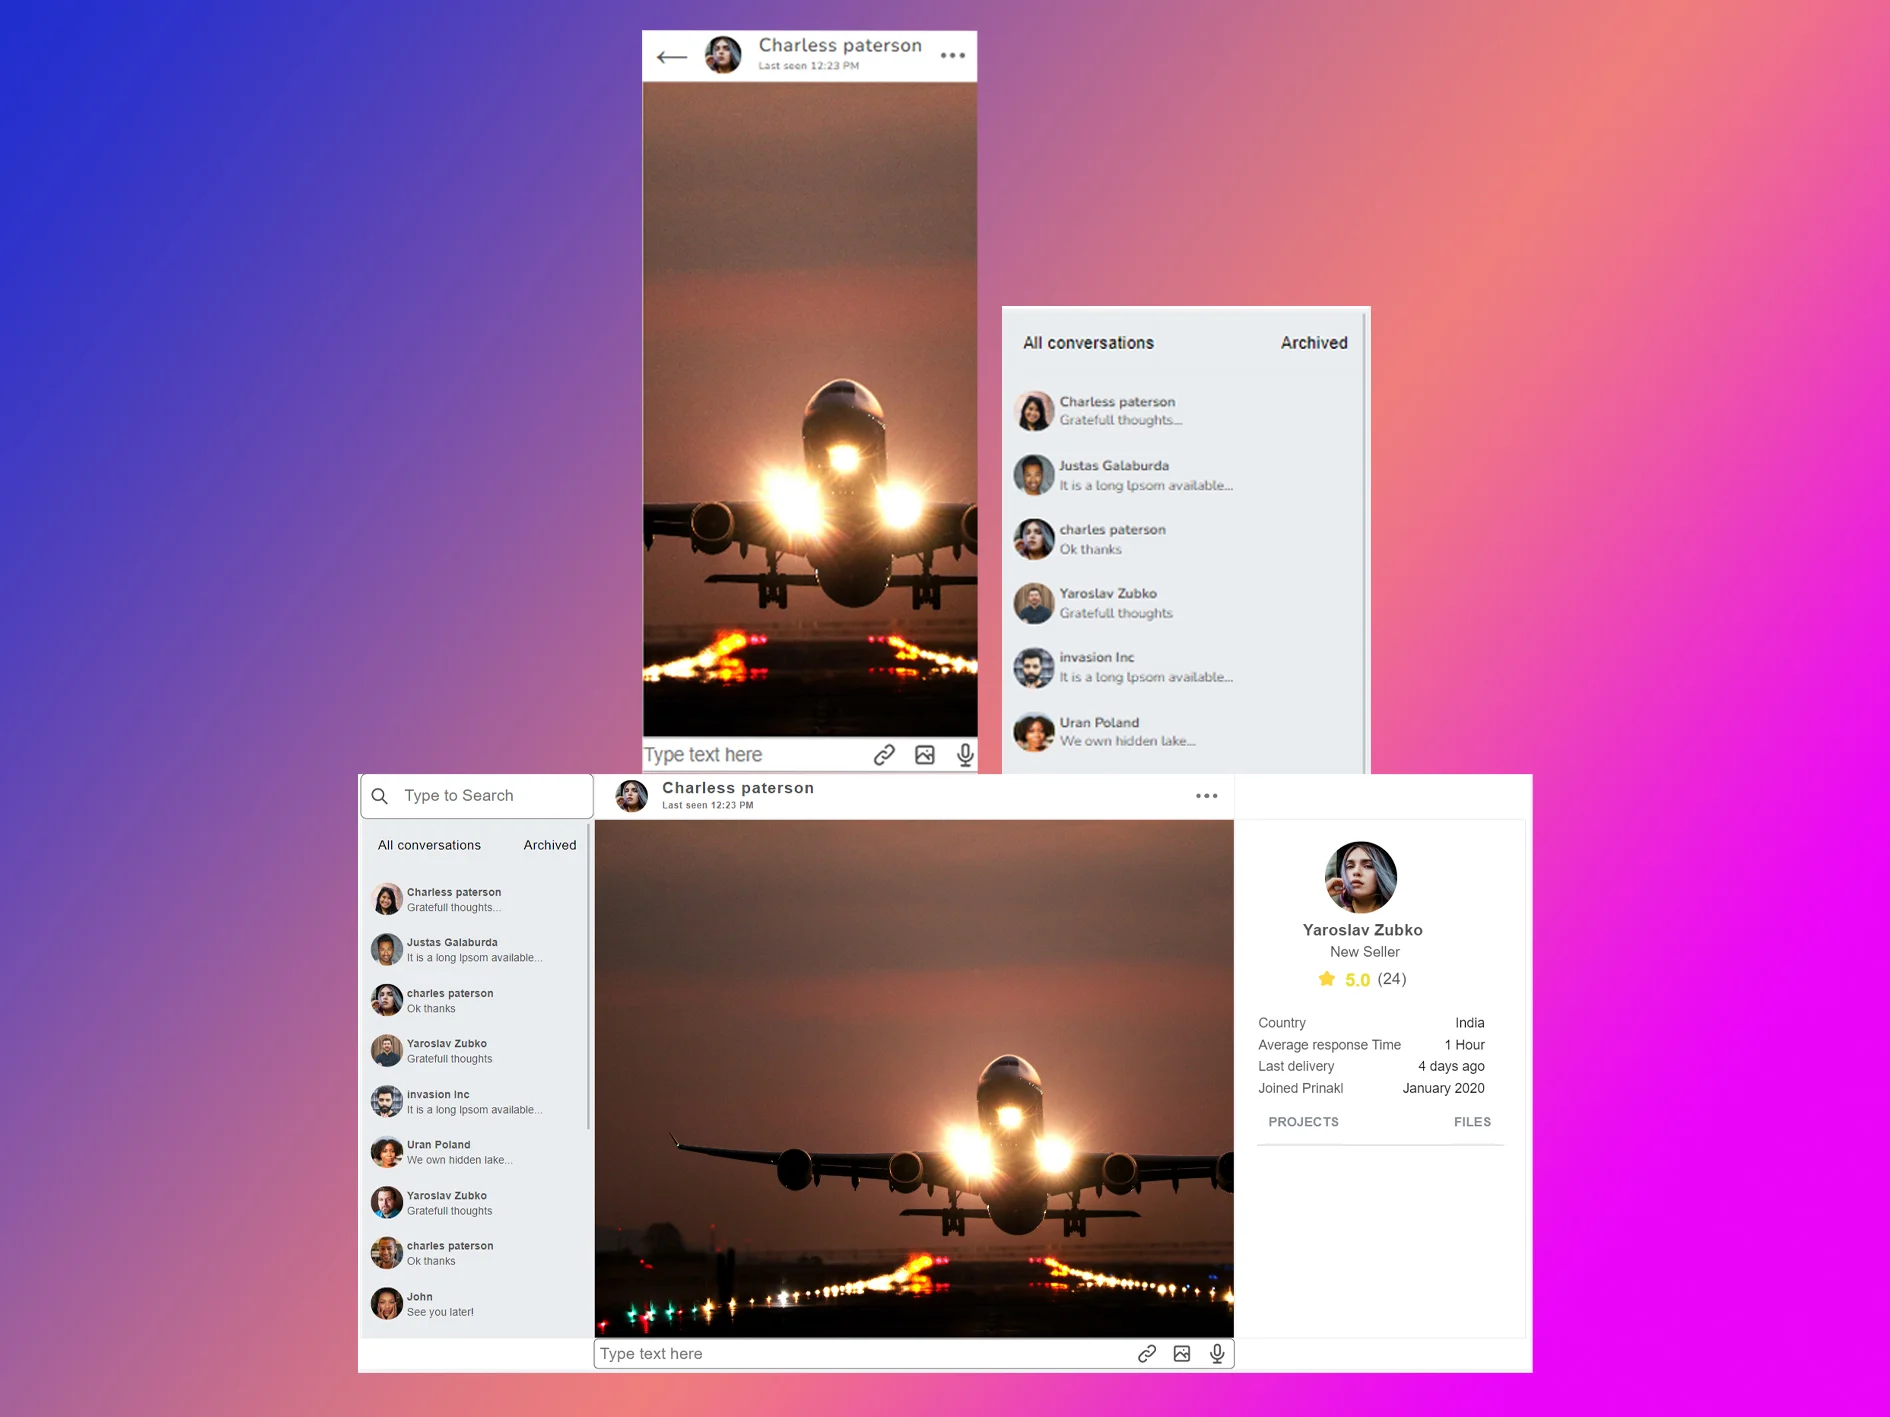 Charless paterson
Last seen 12:23 PM
Type text here
All conversations Archived
Charless paterson
Gratefull thoughts...
Justas Galaburda
It is a long Ipsom available...
charles paterson
Ok thanks
Yaroslav Zubko
Gratefull thoughts
invasion Inc
It is a long Ipsom available...
Uran Poland
We own hidden lake...
Type to Search
All conversations Archived
Charless paterson
Gratefull thoughts...
Justas Galaburda
It is a long Ipsom available...
charles paterson
Ok thanks
Yaroslav Zubko
Gratefull thoughts
invasion Inc
It is a long Ipsom available...
Uran Poland
We own hidden lake...
Yaroslav Zubko
Gratefull thoughts
charles paterson
Ok thanks
John
See you later!
Charless paterson
Last seen 12:23 PM
Type text here
Yaroslav Zubko
New Seller
5.0 (24)
Country India
Average response Time 1 Hour
Last delivery 4 days ago
Joined Prinakl January 2020
PROJECTS FILES